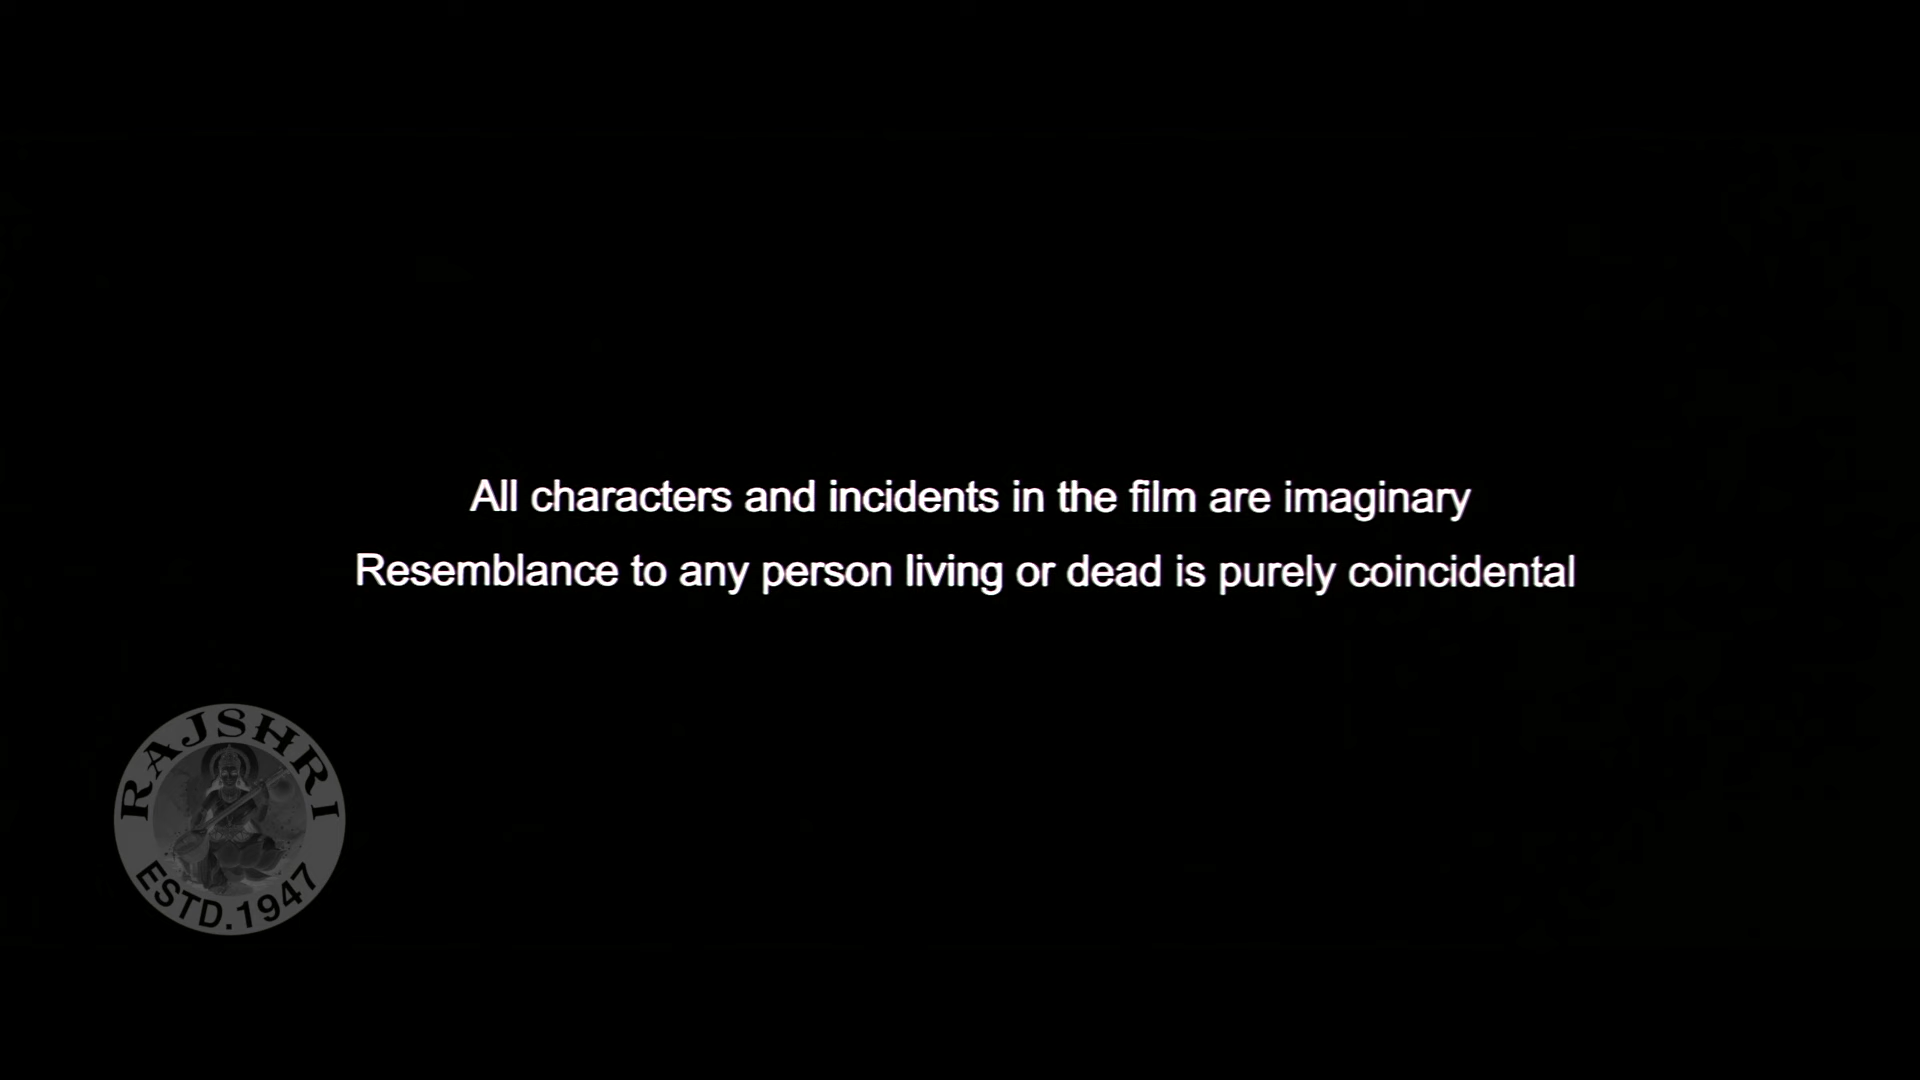 All characters and incidents in the film are imaginary
Resemblance to any person living or dead is purely coincidental
RAJSHRI
ESTD.1947